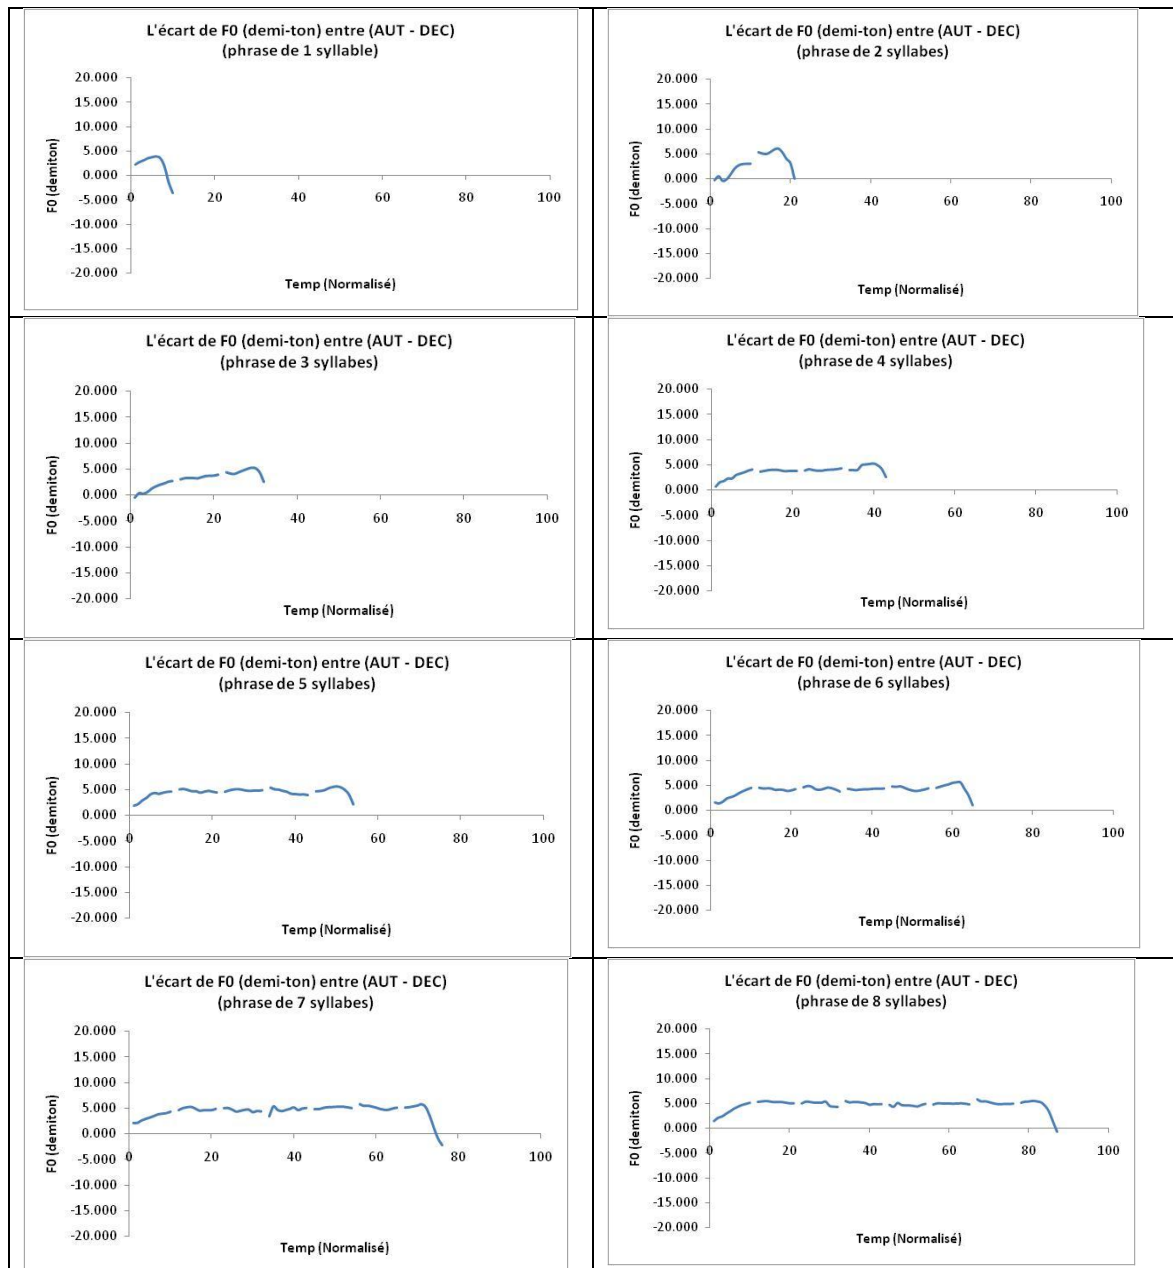 L'écart de F0 (demi-ton) entre (AUT - DEC)
(phrase de 1 syllable)
20.000
15.000
10.000
5.000
0.000
-5.000
-10.000
-15.000
-20.000
0 20 40 60 80 100
F0 (demiton)
Temp (Normalisé)
L'écart de F0 (demi-ton) entre (AUT - DEC)
(phrase de 2 syllabes)
20.000
15.000
10.000
5.000
0.000
-5.000
-10.000
-15.000
-20.000
0 20 40 60 80 100
F0 (demiton)
Temp (Normalisé)
L'écart de F0 (demi-ton) entre (AUT - DEC)
(phrase de 3 syllabes)
20.000
15.000
10.000
5.000
0.000
-5.000
-10.000
-15.000
-20.000
0 20 40 60 80 100
F0 (demiton)
Temp (Normalisé)
L'écart de F0 (demi-ton) entre (AUT - DEC)
(phrase de 4 syllabes)
20.000
15.000
10.000
5.000
0.000
-5.000
-10.000
-15.000
-20.000
0 20 40 60 80 100
F0 (demiton)
Temp (Normalisé)
L'écart de F0 (demi-ton) entre (AUT - DEC)
(phrase de 5 syllabes)
20.000
15.000
10.000
5.000
0.000
-5.000
-10.000
-15.000
-20.000
0 20 40 60 80 100
F0 (demiton)
Temp (Normalisé)
L'écart de F0 (demi-ton) entre (AUT - DEC)
(phrase de 6 syllabes)
20.000
15.000
10.000
5.000
0.000
-5.000
-10.000
-15.000
-20.000
0 20 40 60 80 100
F0 (demiton)
Temp (Normalisé)
L'écart de F0 (demi-ton) entre (AUT - DEC)
(phrase de 7 syllabes)
20.000
15.000
10.000
5.000
0.000
-5.000
-10.000
-15.000
-20.000
0 20 40 60 80 100
F0 (demiton)
Temp (Normalisé)
L'écart de F0 (demi-ton) entre (AUT - DEC)
(phrase de 8 syllabes)
20.000
15.000
10.000
5.000
0.000
-5.000
-10.000
-15.000
-20.000
0 20 40 60 80 100
F0 (demiton)
Temp (Normalisé)